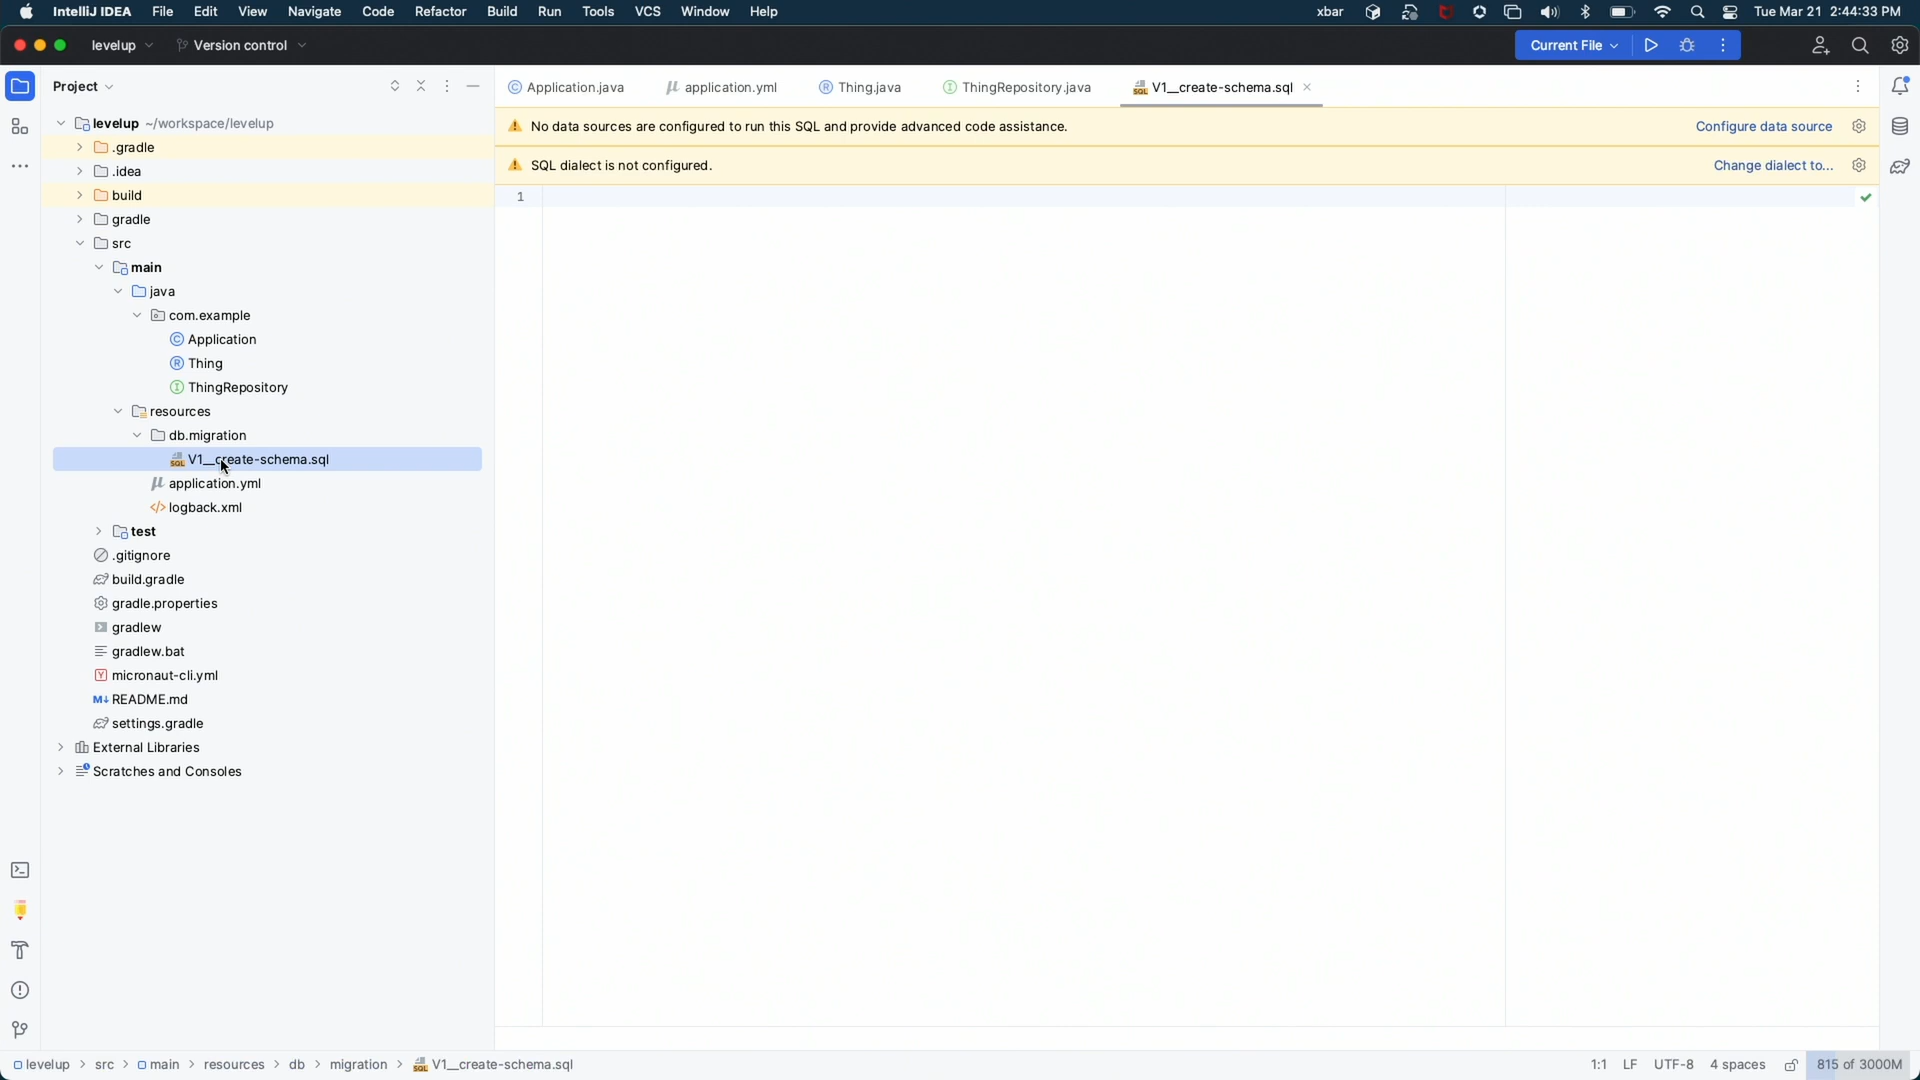 IntelliJ IDEA File Edit View Navigate Code Refactor Build Run Tools VCS Window Help xbar Tue Mar 21 2:44:33 PM
levelup Version control Current File
Project
Application.java application.yml Thing.java ThingRepository.java V1__create-schema.sql
No data sources are configured to run this SQL and provide advanced code assistance. Configure data source
SQL dialect is not configured. Change dialect to...
1
levelup ~/workspace/levelup
.gradle
.idea
build
gradle
src
main
java
com.example
Application
Thing
ThingRepository
resources
db.migration
V1__create-schema.sql
application.yml
logback.xml
test
.gitignore
build.gradle
gradle.properties
gradlew
gradlew.bat
micronaut-cli.yml
README.md
settings.gradle
External Libraries
Scratches and Consoles
levelup > src > main > resources > db > migration > V1__create-schema.sql 1:1 LF UTF-8 4 spaces 815 of 3000M